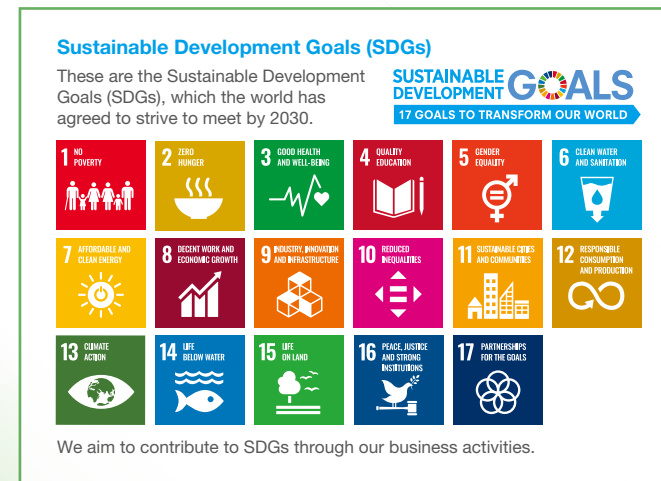 Sustainable Development Goals (SDGs)
These are the Sustainable Development
Goals (SDGs), which the world has
agreed to strive to meet by 2030.
SUSTAINABLE
DEVELOPMENT
GOALS
17 GOALS TO TRANSFORM OUR WORLD
1 NO
POVERTY
2 ZERO
HUNGER
3 GOOD HEALTH
AND WELL-BEING
4 QUALITY
EDUCATION
5 GENDER
EQUALITY
6 CLEAN WATER
AND SANITATION
7 AFFORDABLE AND
CLEAN ENERGY
8 DECENT WORK AND
ECONOMIC GROWTH
9 INDUSTRY, INNOVATION
AND INFRASTRUCTURE
10 REDUCED
INEQUALITIES
11 SUSTAINABLE CITIES
AND COMMUNITIES
12 RESPONSIBLE
CONSUMPTION
AND PRODUCTION
13 CLIMATE
ACTION
14 LIFE
BELOW WATER
15 LIFE
ON LAND
16 PEACE, JUSTICE
AND STRONG
INSTITUTIONS
17 PARTNERSHIPS
FOR THE GOALS
We aim to contribute to SDGs through our business activities.